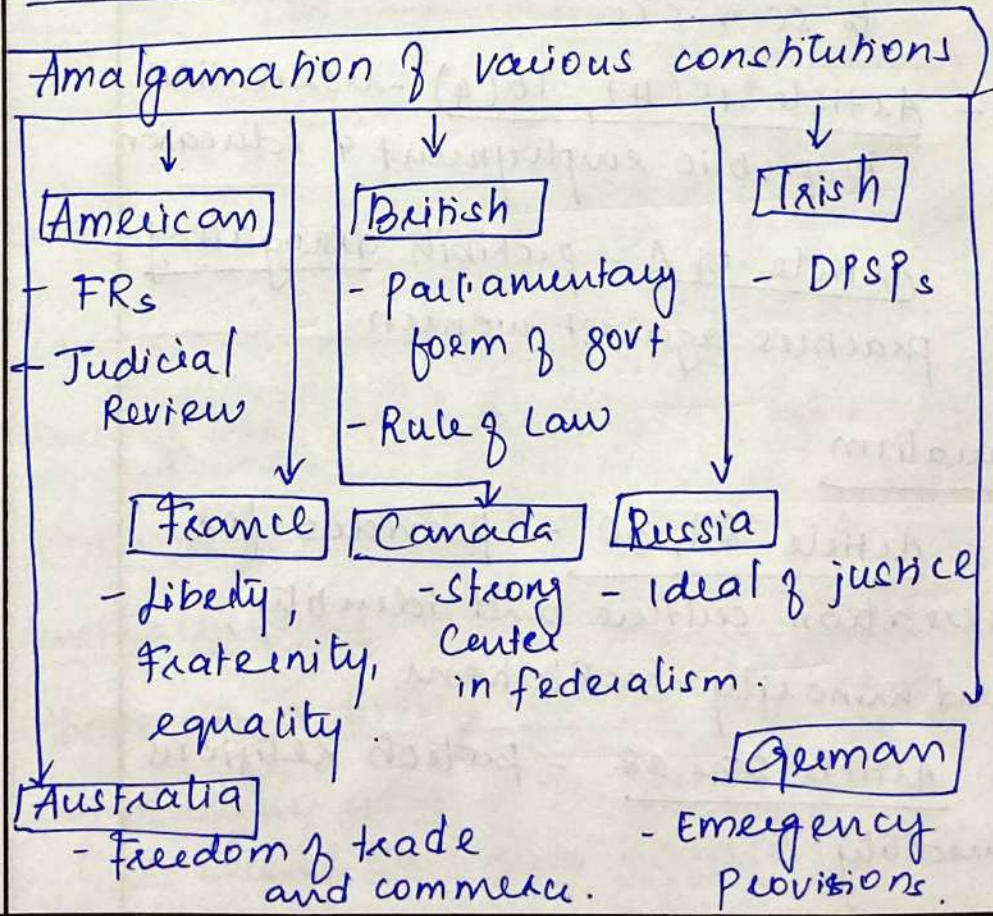 Amalgamation of various constitutions
American
- FRs
- Judicial
Review
British
- Parliamentary
form of govt
- Rule of Law
Irish
- DPSPs
France
- Liberty,
Fraternity,
equality.
Canada
- Strong
Center
in federalism.
Russia
- Ideal of justice
Australia
- Freedom of trade
and commerce.
German
- Emergency
Provisions.